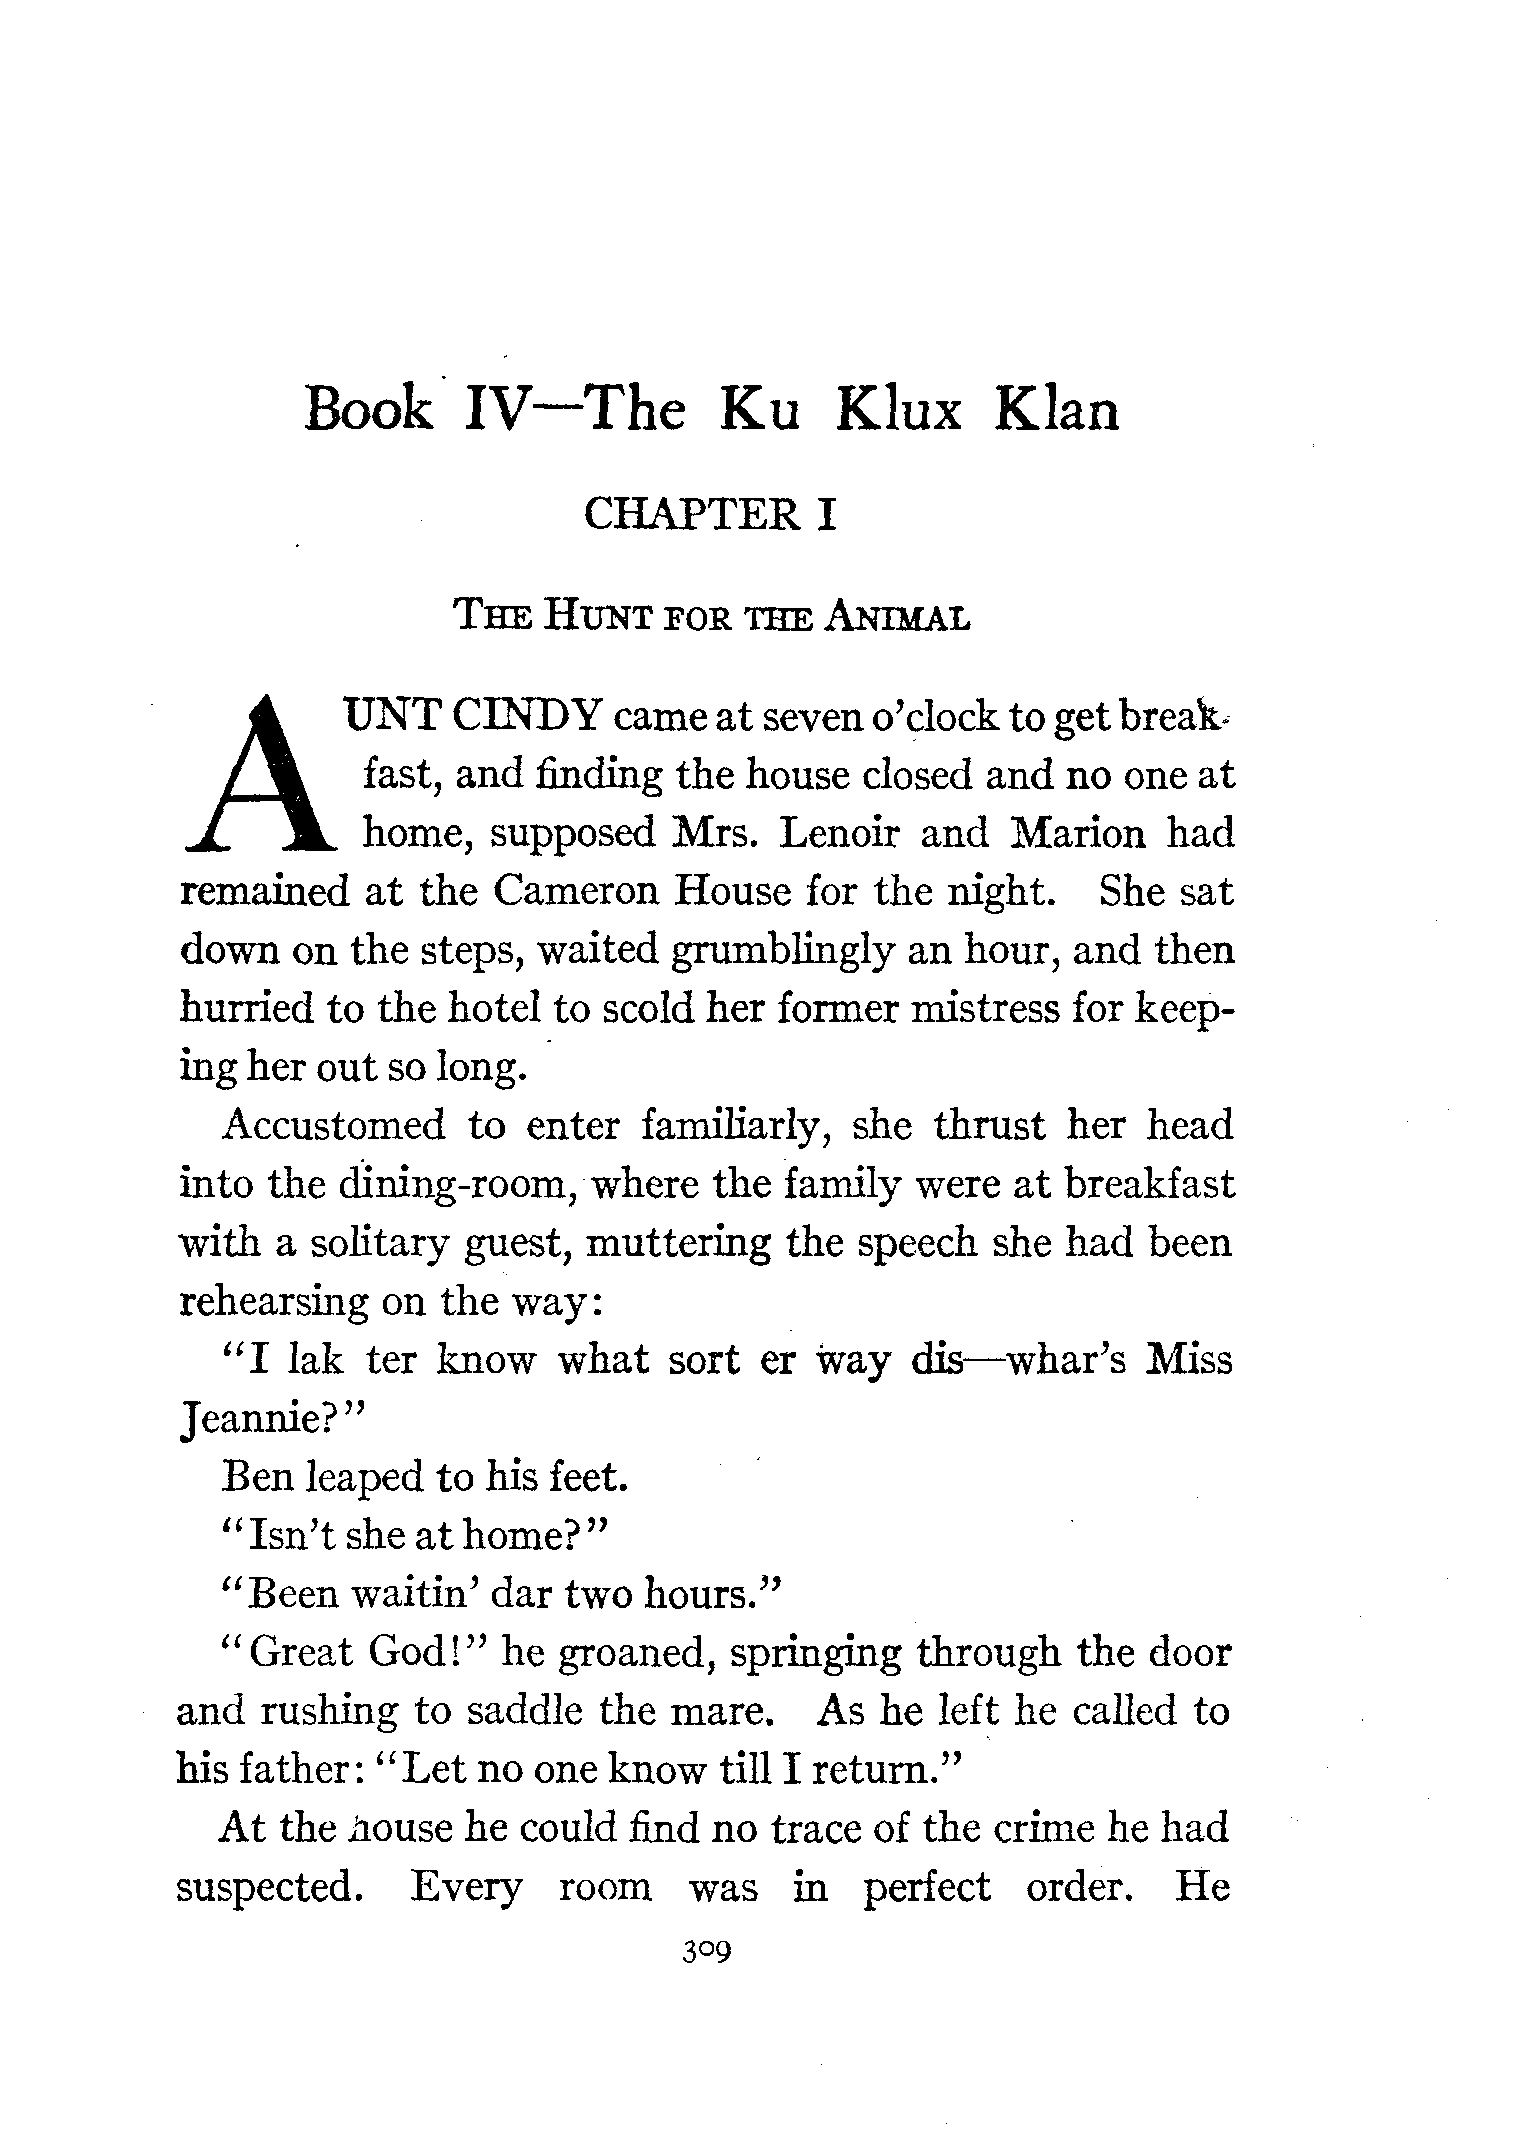 Book IV—The Ku Klux Klan
CHAPTER I
THE HUNT FOR THE ANIMAL
AUNT CINDY came at seven o'clock to get break-
fast, and finding the house closed and no one at
home, supposed Mrs. Lenoir and Marion had
remained at the Cameron House for the night. She sat
down on the steps, waited grumblingly an hour, and then
hurried to the hotel to scold her former mistress for keep-
ing her out so long.
Accustomed to enter familiarly, she thrust her head
into the dining-room, where the family were at breakfast
with a solitary guest, muttering the speech she had been
rehearsing on the way:
"I lak ter know what sort er way dis—whar's Miss
Jeannie?"
Ben leaped to his feet.
"Isn't she at home?"
"Been waitin' dar two hours."
"Great God!" he groaned, springing through the door
and rushing to saddle the mare. As he left he called to
his father: "Let no one know till I return."
At the house he could find no trace of the crime he had
suspected. Every room was in perfect order. He
309